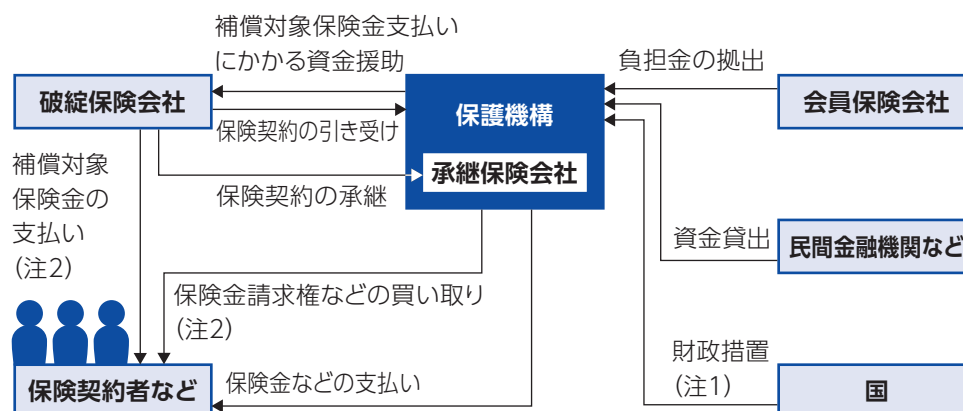 補償対象保険金支払い
にかかる資金援助
負担金の拠出
破綻保険会社
保護機構
会員保険会社
保険契約の引き受け
承継保険会社
補償対象
保険金の
支払い
(注2)
保険契約の承継
資金貸出
民間金融機関など
保険金請求権などの買い取り
(注2)
財政措置
(注1)
保険契約者など
保険金などの支払い
国